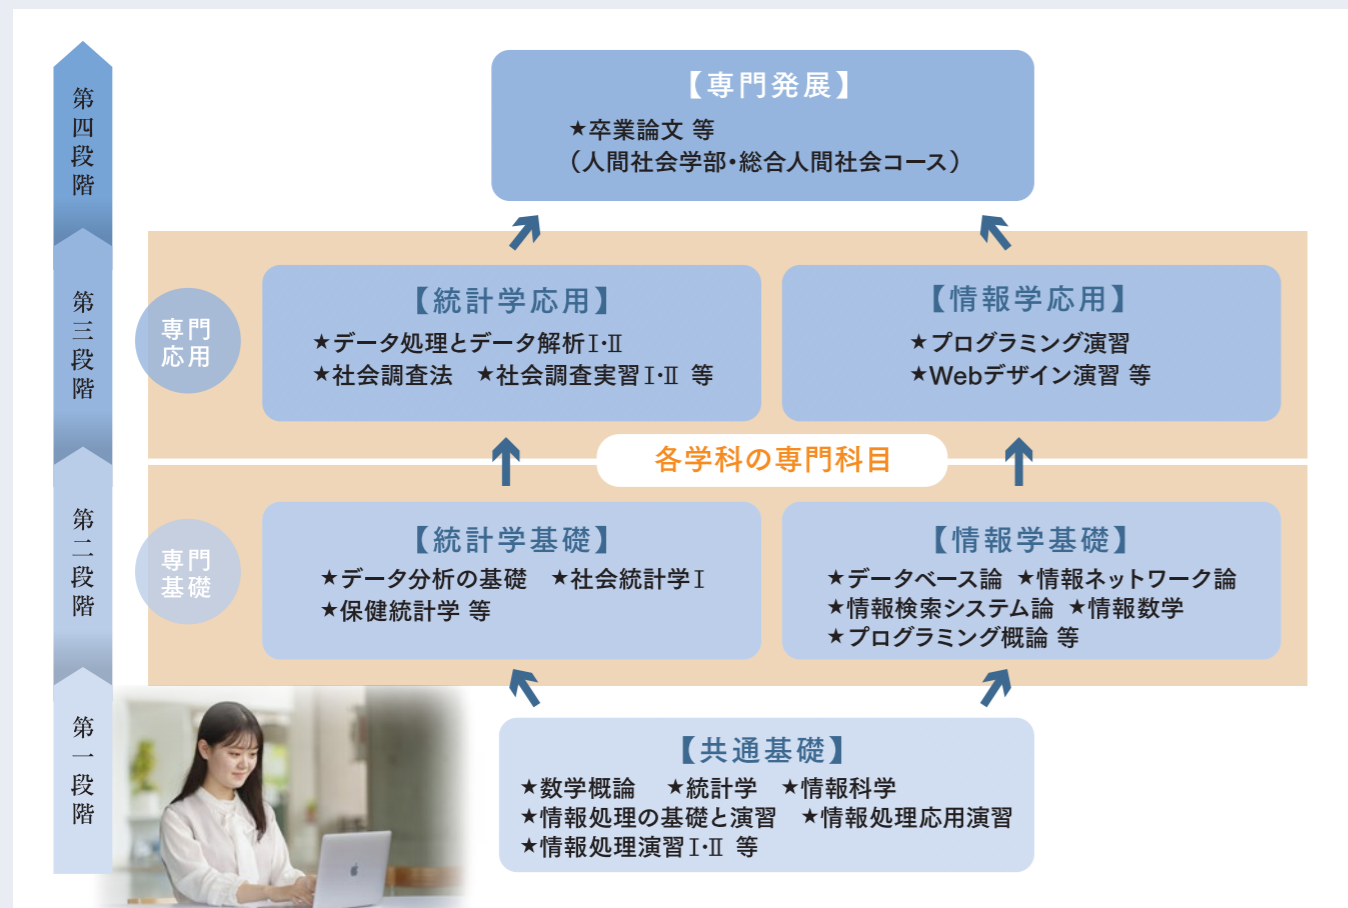 第四段階
【専門発展】
★卒業論文 等
（人間社会学部・総合人間社会コース）
第三段階
専門
応用
【統計学応用】
★データ処理とデータ解析Ⅰ・Ⅱ
★社会調査法 ★社会調査実習Ⅰ・Ⅱ 等
【情報学応用】
★プログラミング演習
★Webデザイン演習 等
各学科の専門科目
第二段階
専門
基礎
【統計学基礎】
★データ分析の基礎 ★社会統計学Ⅰ
★保健統計学 等
【情報学基礎】
★データベース論 ★情報ネットワーク論
★情報検索システム論 ★情報数学
★プログラミング概論 等
第一段階
【共通基礎】
★数学概論 ★統計学 ★情報科学
★情報処理の基礎と演習 ★情報処理応用演習
★情報処理演習Ⅰ・Ⅱ 等